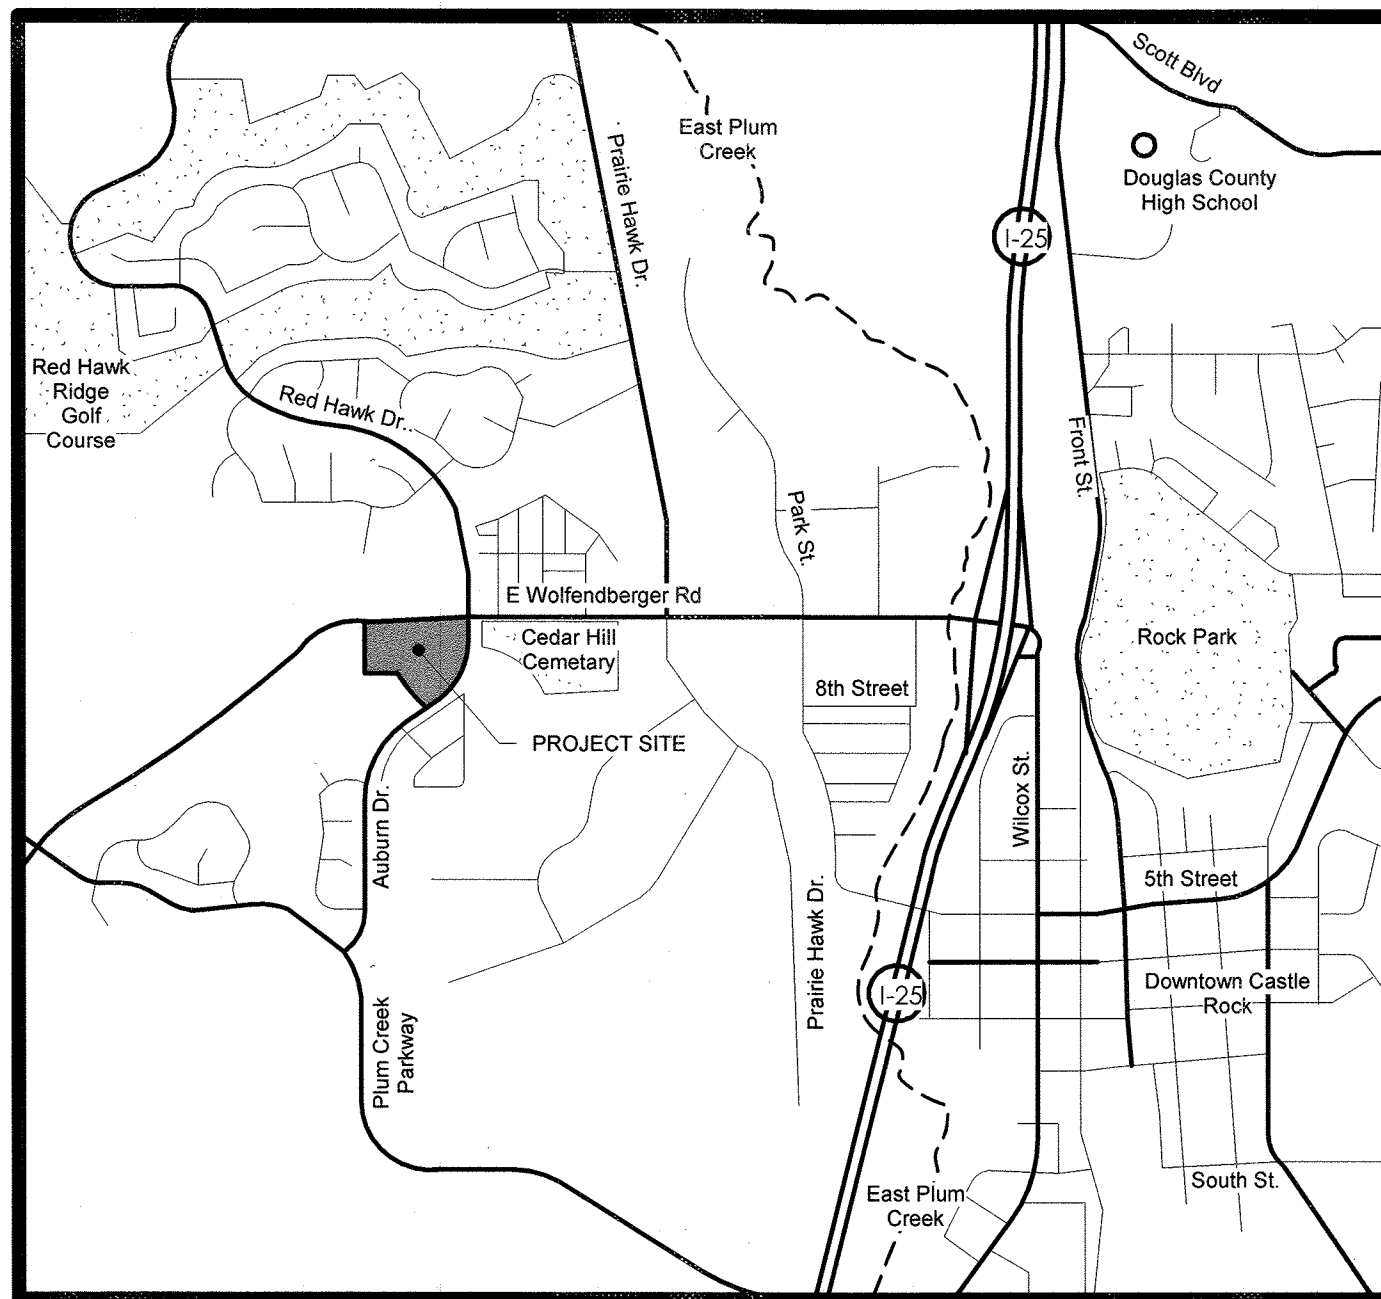 Scott Blvd
East Plum
Creek
Prairie Hawk Dr.
Douglas County
High School
I-25
Red Hawk
Ridge
Golf
Course
Red Hawk Dr..
Front St.
Park St.
E Wolfendberger Rd
Cedar Hill
Cemetary
Rock Park
8th Street
PROJECT SITE
Wilcox St.
Auburn Dr.
5th Street
Prairie Hawk Dr.
I-25
Downtown Castle
Rock
Plum Creek
Parkway
East Plum
Creek
South St.